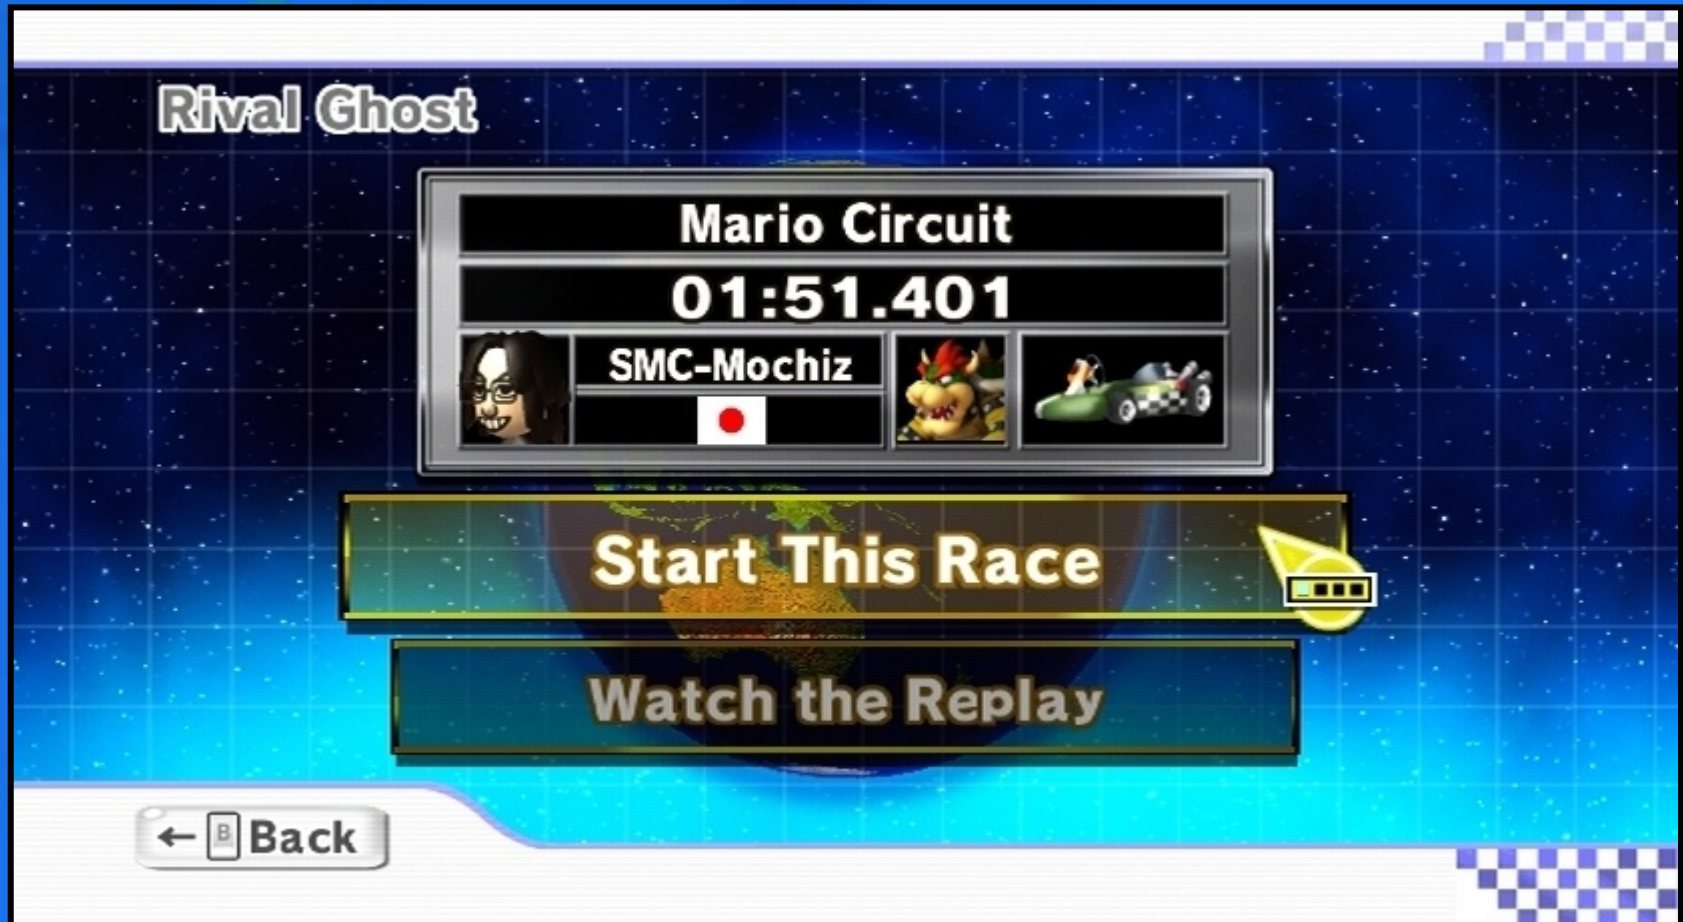 Rival Ghost
Mario Circuit
01:51.401
SMC-Mochiz
Start This Race
Watch the Replay
← B Back